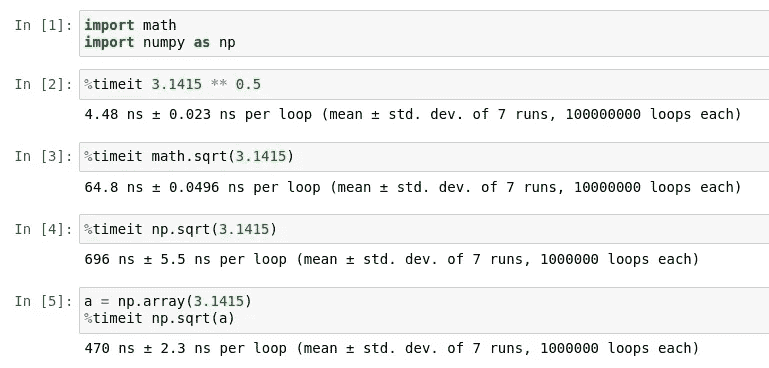 In [1]: import math
import numpy as np
In [2]: %timeit 3.1415 ** 0.5
4.48 ns ± 0.023 ns per loop (mean ± std. dev. of 7 runs, 100000000 loops each)
In [3]: %timeit math.sqrt(3.1415)
64.8 ns ± 0.0496 ns per loop (mean ± std. dev. of 7 runs, 10000000 loops each)
In [4]: %timeit np.sqrt(3.1415)
696 ns ± 5.5 ns per loop (mean ± std. dev. of 7 runs, 1000000 loops each)
In [5]: a = np.array(3.1415)
%timeit np.sqrt(a)
470 ns ± 2.3 ns per loop (mean ± std. dev. of 7 runs, 1000000 loops each)